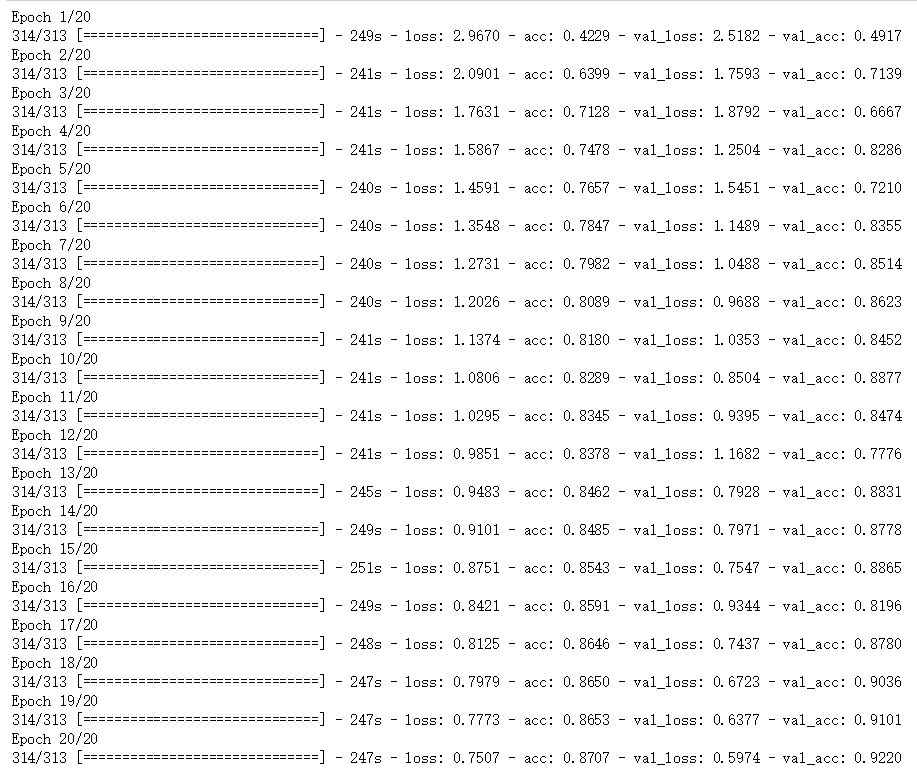 Epoch 1/20
314/313 [==============================] - 249s - loss: 2.9670 - acc: 0.4229 - val_loss: 2.5182 - val_acc: 0.4917
Epoch 2/20
314/313 [==============================] - 241s - loss: 2.0901 - acc: 0.6399 - val_loss: 1.7593 - val_acc: 0.7139
Epoch 3/20
314/313 [==============================] - 241s - loss: 1.7631 - acc: 0.7128 - val_loss: 1.8792 - val_acc: 0.6667
Epoch 4/20
314/313 [==============================] - 241s - loss: 1.5867 - acc: 0.7478 - val_loss: 1.2504 - val_acc: 0.8286
Epoch 5/20
314/313 [==============================] - 240s - loss: 1.4591 - acc: 0.7657 - val_loss: 1.5451 - val_acc: 0.7210
Epoch 6/20
314/313 [==============================] - 240s - loss: 1.3548 - acc: 0.7847 - val_loss: 1.1489 - val_acc: 0.8355
Epoch 7/20
314/313 [==============================] - 240s - loss: 1.2731 - acc: 0.7982 - val_loss: 1.0488 - val_acc: 0.8514
Epoch 8/20
314/313 [==============================] - 240s - loss: 1.2026 - acc: 0.8089 - val_loss: 0.9688 - val_acc: 0.8623
Epoch 9/20
314/313 [==============================] - 241s - loss: 1.1374 - acc: 0.8180 - val_loss: 1.0353 - val_acc: 0.8452
Epoch 10/20
314/313 [==============================] - 241s - loss: 1.0806 - acc: 0.8289 - val_loss: 0.8504 - val_acc: 0.8877
Epoch 11/20
314/313 [==============================] - 241s - loss: 1.0295 - acc: 0.8345 - val_loss: 0.9395 - val_acc: 0.8474
Epoch 12/20
314/313 [==============================] - 241s - loss: 0.9851 - acc: 0.8378 - val_loss: 1.1682 - val_acc: 0.7776
Epoch 13/20
314/313 [==============================] - 245s - loss: 0.9483 - acc: 0.8462 - val_loss: 0.7928 - val_acc: 0.8831
Epoch 14/20
314/313 [==============================] - 249s - loss: 0.9101 - acc: 0.8485 - val_loss: 0.7971 - val_acc: 0.8778
Epoch 15/20
314/313 [==============================] - 251s - loss: 0.8751 - acc: 0.8543 - val_loss: 0.7547 - val_acc: 0.8865
Epoch 16/20
314/313 [==============================] - 249s - loss: 0.8421 - acc: 0.8591 - val_loss: 0.9344 - val_acc: 0.8196
Epoch 17/20
314/313 [==============================] - 248s - loss: 0.8125 - acc: 0.8646 - val_loss: 0.7437 - val_acc: 0.8780
Epoch 18/20
314/313 [==============================] - 247s - loss: 0.7979 - acc: 0.8650 - val_loss: 0.6723 - val_acc: 0.9036
Epoch 19/20
314/313 [==============================] - 247s - loss: 0.7773 - acc: 0.8653 - val_loss: 0.6377 - val_acc: 0.9101
Epoch 20/20
314/313 [==============================] - 247s - loss: 0.7507 - acc: 0.8707 - val_loss: 0.5974 - val_acc: 0.9220